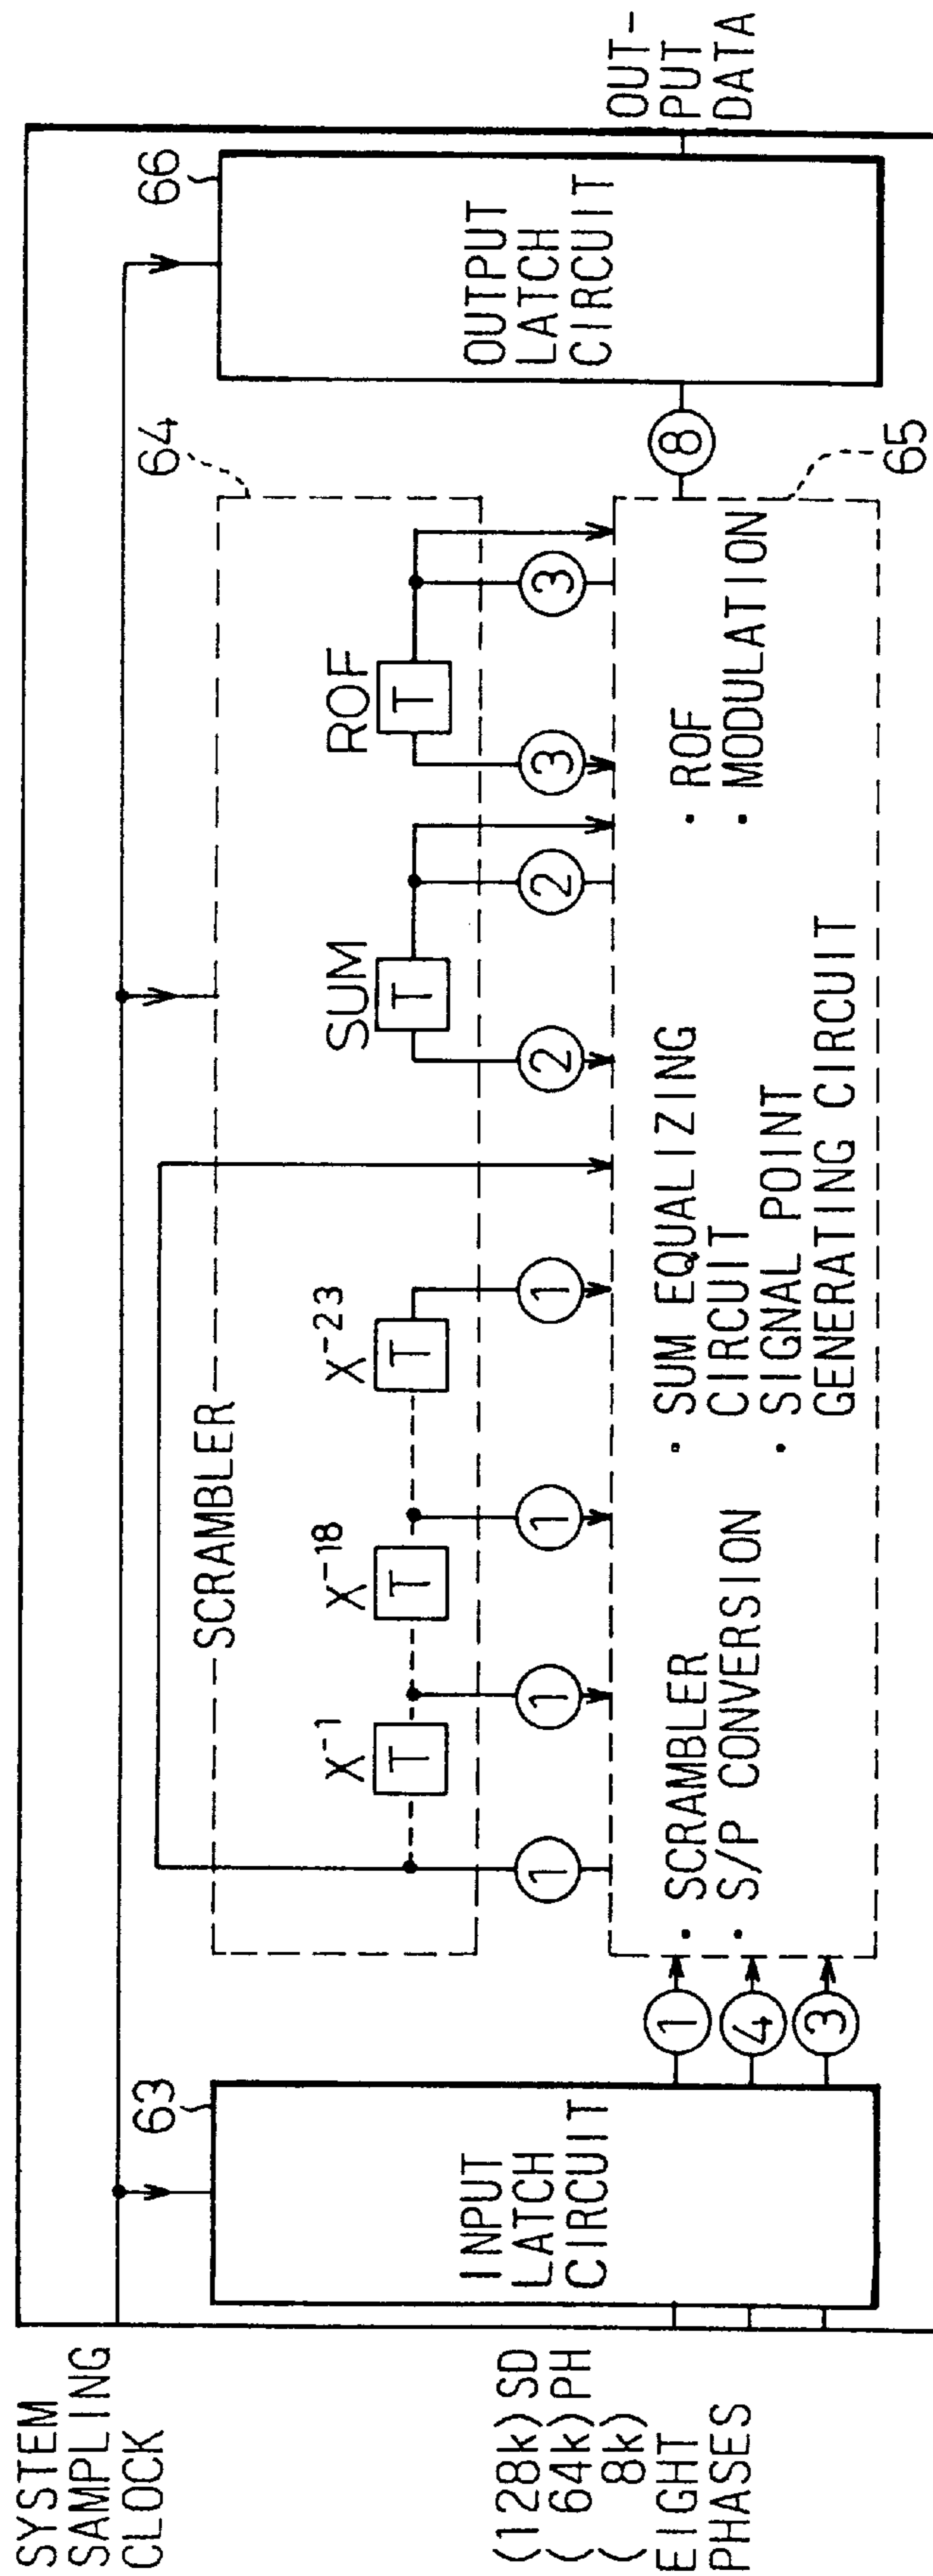 SYSTEM
SAMPLING
CLOCK
(128k) SD
( 64k) PH
( 8k)
EIGHT
PHASES
63
INPUT
LATCH
CIRCUIT
1
4
3
SCRAMBLER
64
X⁻¹
T
X⁻¹⁸
T
X⁻²³
T
SUM
T
ROF
T
1
1
1
1
2
2
3
3
• SCRAMBLER
• S/P CONVERSION
• SUM EQUALIZING
CIRCUIT
• SIGNAL POINT
GENERATING CIRCUIT
• ROF
• MODULATION
65
8
66
OUTPUT
LATCH
CIRCUIT
OUT-
PUT
DATA